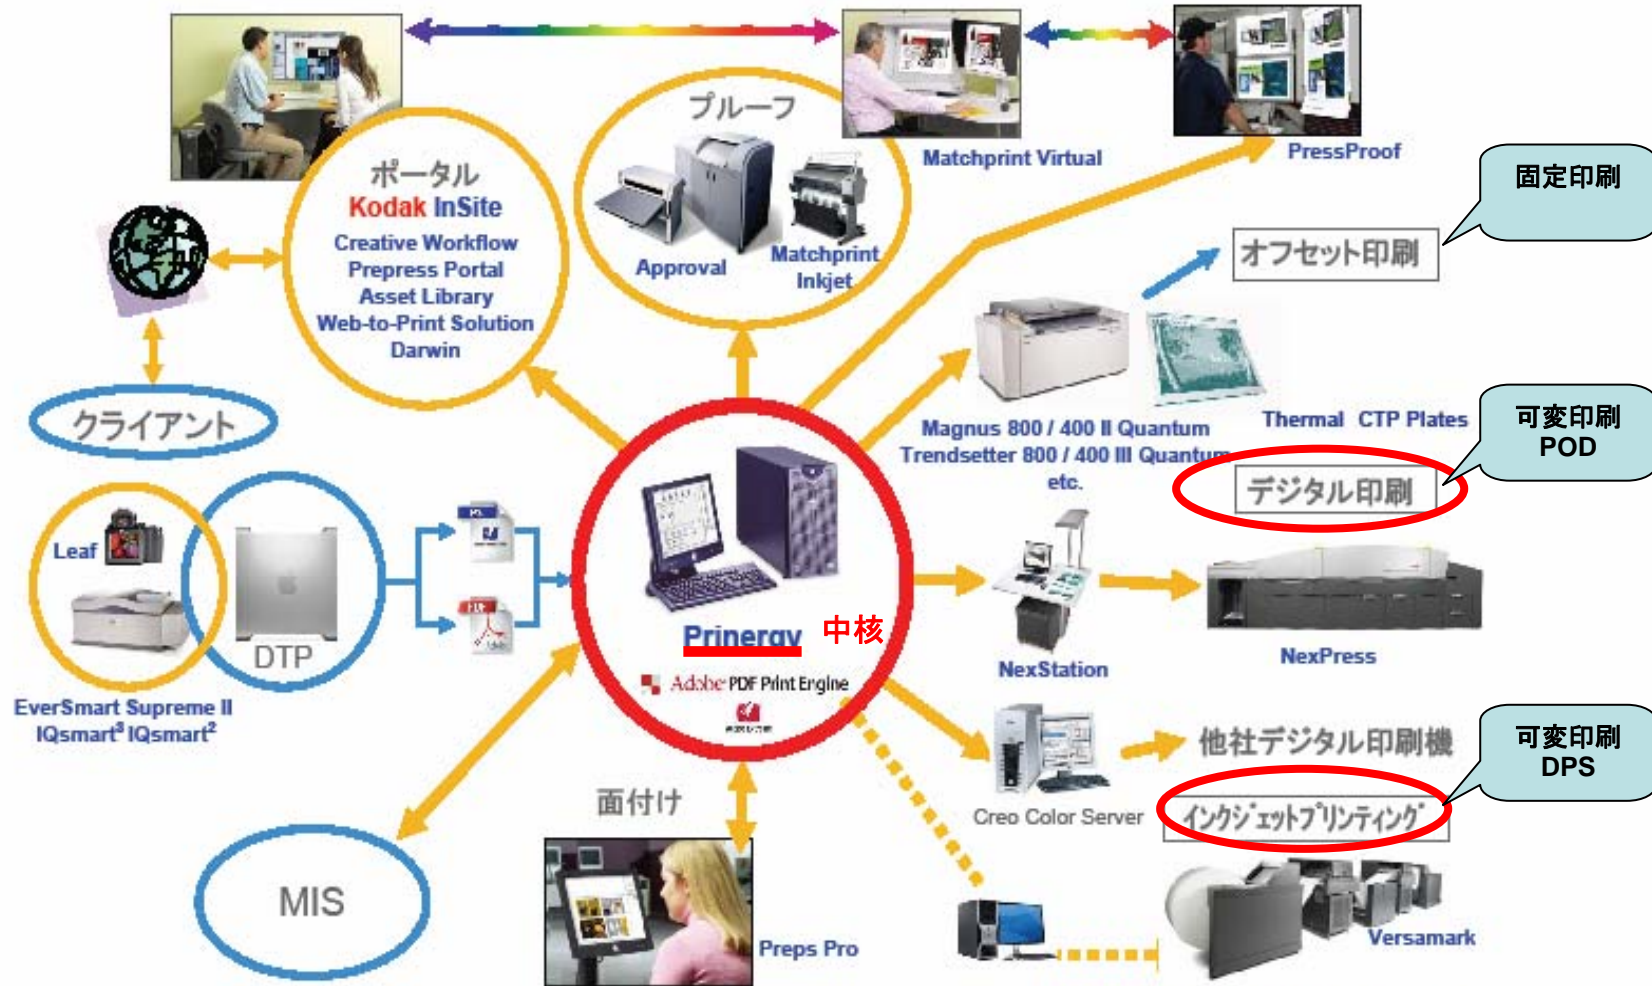 プルーフ
Approval
Matchprint
Inkjet
Matchprint Virtual
PressProof
固定印刷
ポータル
Kodak InSite
Creative Workflow
Prepress Portal
Asset Library
Web-to-Print Solution
Darwin
オフセット印刷
クライアント
Magnus 800 / 400 II Quantum
Trendsetter 800 / 400 III Quantum
etc.
Thermal CTP Plates
可変印刷
POD
デジタル印刷
Leaf
DTP
EverSmart Supreme II
IQsmart³ IQsmart²
PS
PDF
Adobe
Prinergy 中核
Adobe PDF Print Engine
NexStation
NexPress
Creo Color Server
他社デジタル印刷機
可変印刷
DPS
インクジェットプリンティング
Versamark
面付け
Preps Pro
MIS